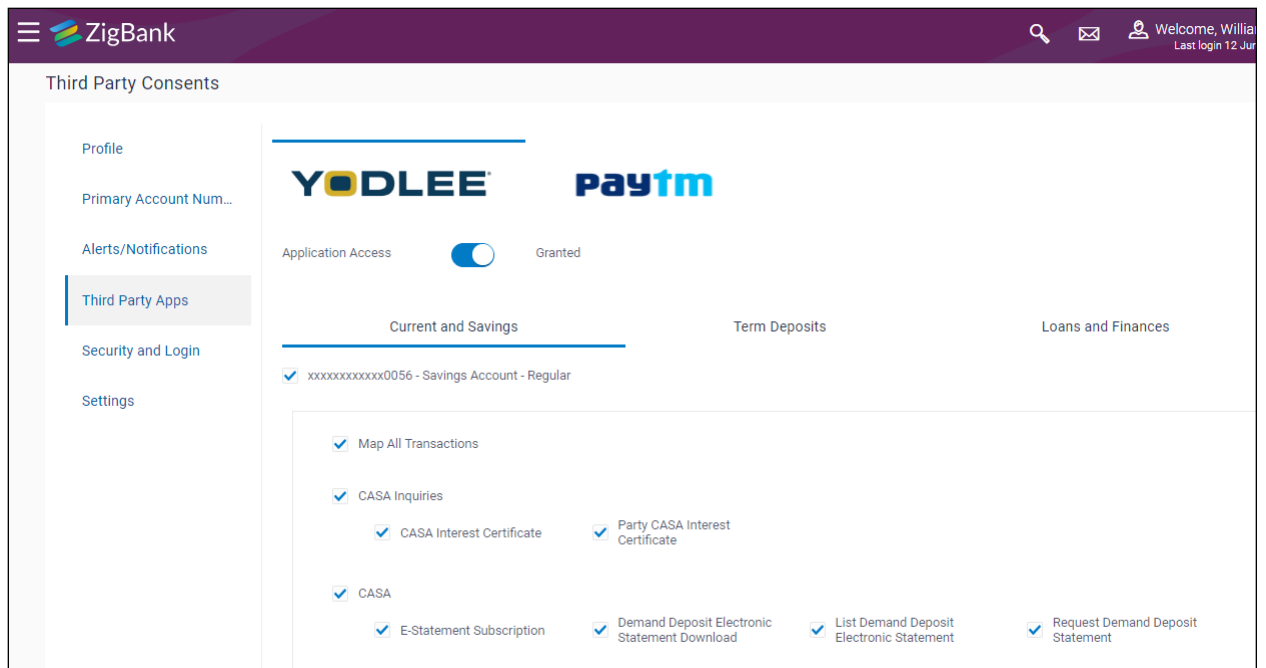 ZigBank
Welcome, Willia
Last login 12 Jur
Third Party Consents
Profile
Primary Account Num...
Alerts/Notifications
Third Party Apps
Security and Login
Settings
YODLEE
paytm
Application Access
Granted
Current and Savings
Term Deposits
Loans and Finances
xxxxxxxxxxxx0056 - Savings Account - Regular
Map All Transactions
CASA Inquiries
CASA Interest Certificate
Party CASA Interest
Certificate
CASA
E-Statement Subscription
Demand Deposit Electronic
Statement Download
List Demand Deposit
Electronic Statement
Request Demand Deposit
Statement